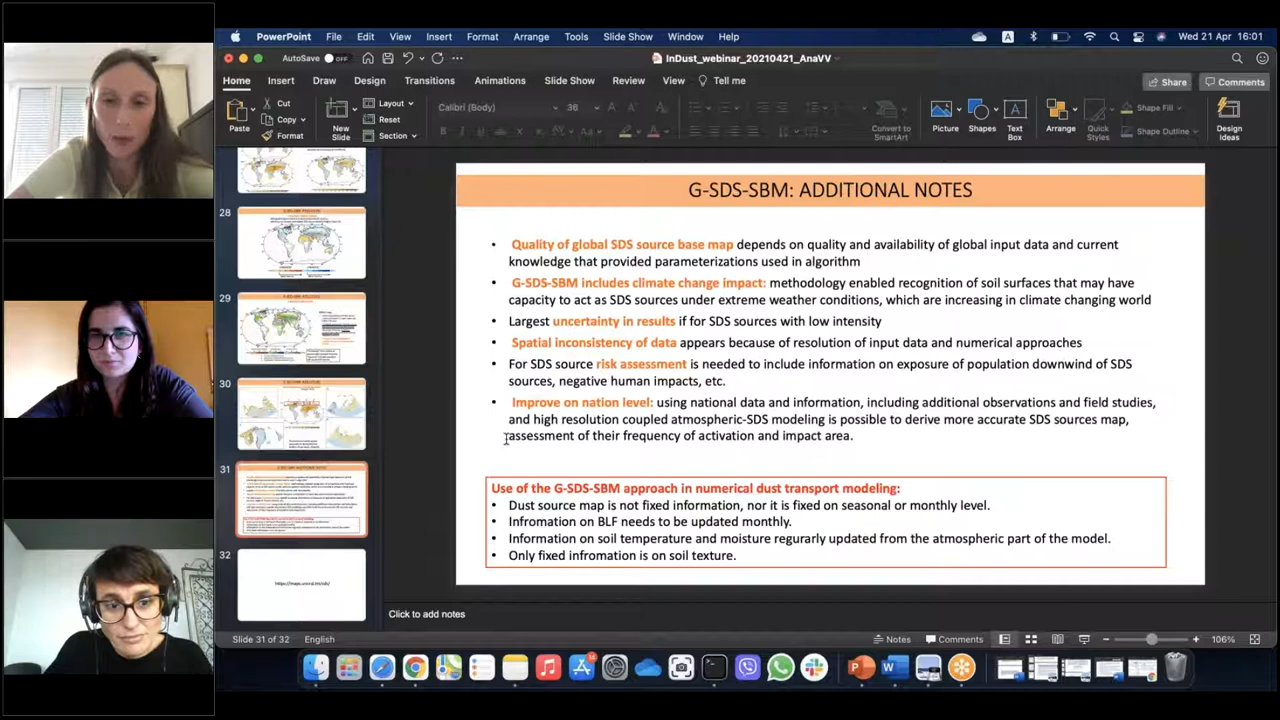 PowerPoint File Edit View Insert Format Arrange Tools Slide Show Window Help A Wed 21 Apr 16:01
AutoSave OFF InDust_webinar_20210421_AnaVV
Home Insert Draw Design Transitions Animations Slide Show Review View Tell me Share Comments
Paste Cut Copy Format New Slide Layout Reset Section Calibri (Body) 36 Convert to SmartArt Picture Shapes Text Box Arrange Quick Styles Shape Fill Shape Outline Design Ideas
28
29
30
31
32
https://maps.unccd.int/sds/
G-SDS-SBM: ADDITIONAL NOTES
• Quality of global SDS source base map depends on quality and availability of global input data and current
knowledge that provided parameterizations used in algorithm
• G-SDS-SBM includes climate change impact: methodology enabled recognition of soil surfaces that may have
capacity to act as SDS sources under extreme weather conditions, which are increasing in climate changing world
• Largest uncertainty in results if for SDS sources with low intensity
Spatial inconsistency of data appears because of resolution of input data and numerical approaches
• For SDS source risk assessment is needed to include information on exposure of population downwind of SDS
sources, negative human impacts, etc.
• Improve on nation level: using national data and information, including additional observations and field studies,
and high resolution coupled atmospheric-SDS modeling is possible to derive more accurate SDS sources map,
assessment of their frequency of activation and impact area.
Use of the G-SDS-SBM approach in numerical dust transport modeling:
• Dust source map is not fixed information, nor it is fixed on seasonal or monthly level.
• Information on BLF needs to be updated regularly.
• Information on soil temperature and moisture regurarly updated from the atmospheric part of the model.
• Only fixed infromation is on soil texture.
Click to add notes
Slide 31 of 32 English Notes Comments 106%